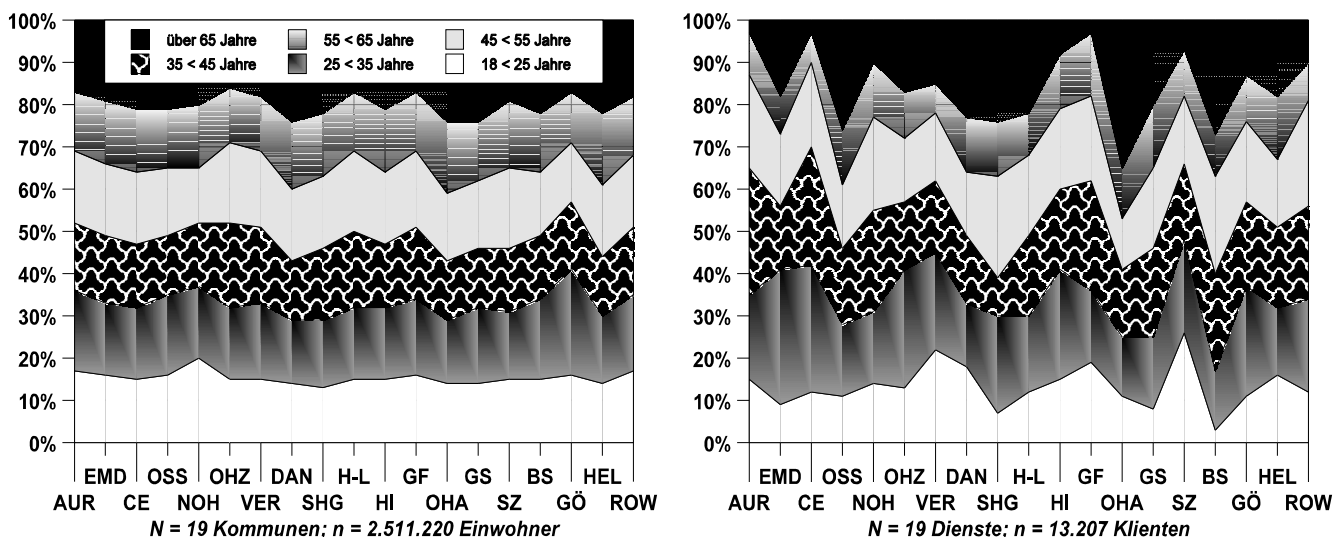 100%
90%
80%
70%
60%
50%
40%
30%
20%
10%
0%
über 65 Jahre 55 < 65 Jahre 45 < 55 Jahre
35 < 45 Jahre 25 < 35 Jahre 18 < 25 Jahre
EMD OSS OHZ DAN H-L GF GS BS HEL
AUR CE NOH VER SHG HI OHA SZ GÖ ROW
N = 19 Kommunen; n = 2.511.220 Einwohner
100%
90%
80%
70%
60%
50%
40%
30%
20%
10%
0%
EMD OSS OHZ DAN H-L GF GS BS HEL
AUR CE NOH VER SHG HI OHA SZ GÖ ROW
N = 19 Dienste; n = 13.207 Klienten